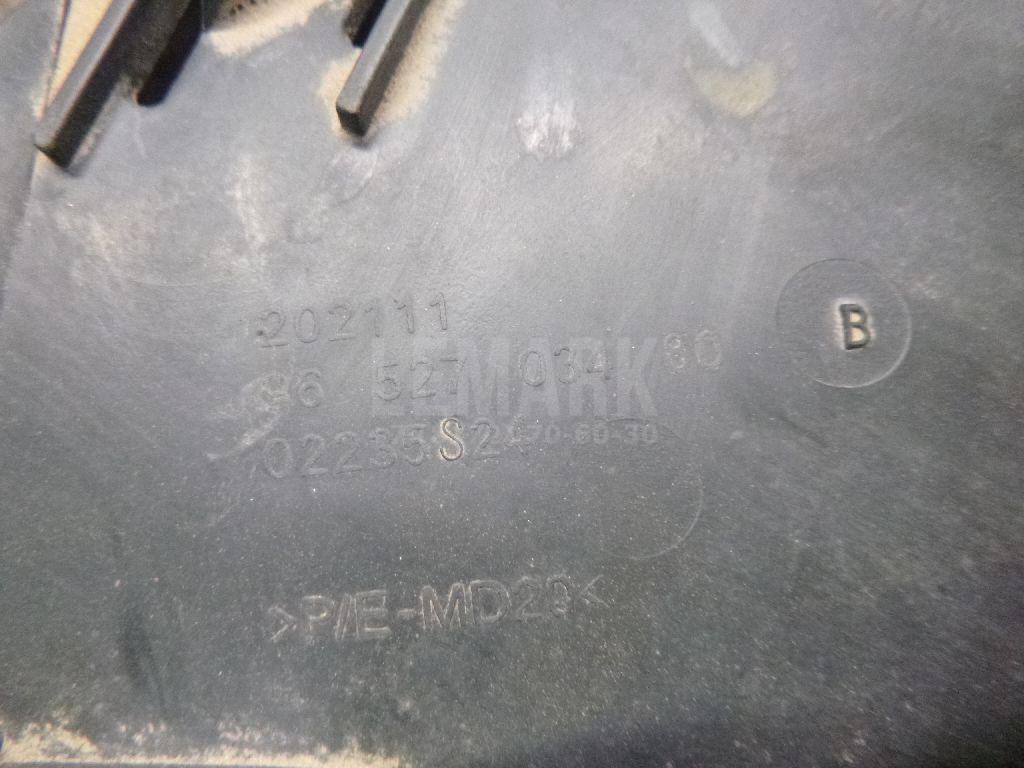 202111
96 527 034 80
B
LEMARK
02235S2
>P/E-MD20<